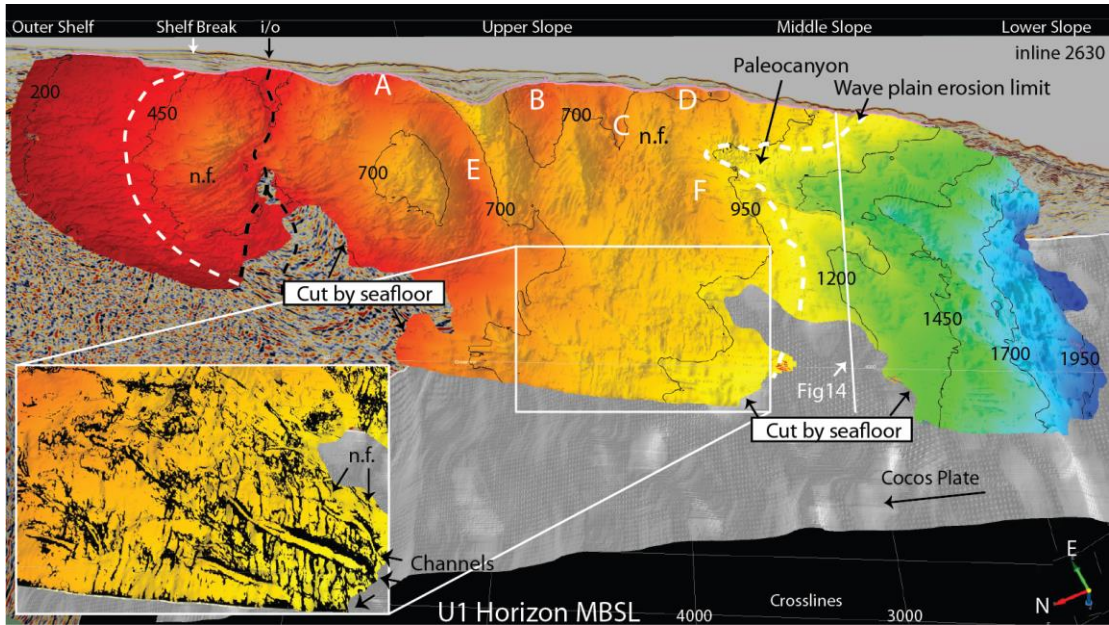 Outer Shelf Shelf Break i/o Upper Slope Middle Slope Lower Slope
inline 2630
Paleocanyon
Wave plain erosion limit
200
450
A
B
D
700
C
n.f.
n.f.
700
E
700
F
950
1200
1450
1700
1950
Cut by seafloor
Fig14
Cut by seafloor
n.f.
Cocos Plate
Channels
E
N
U1 Horizon MBSL
4000
Crosslines
3000